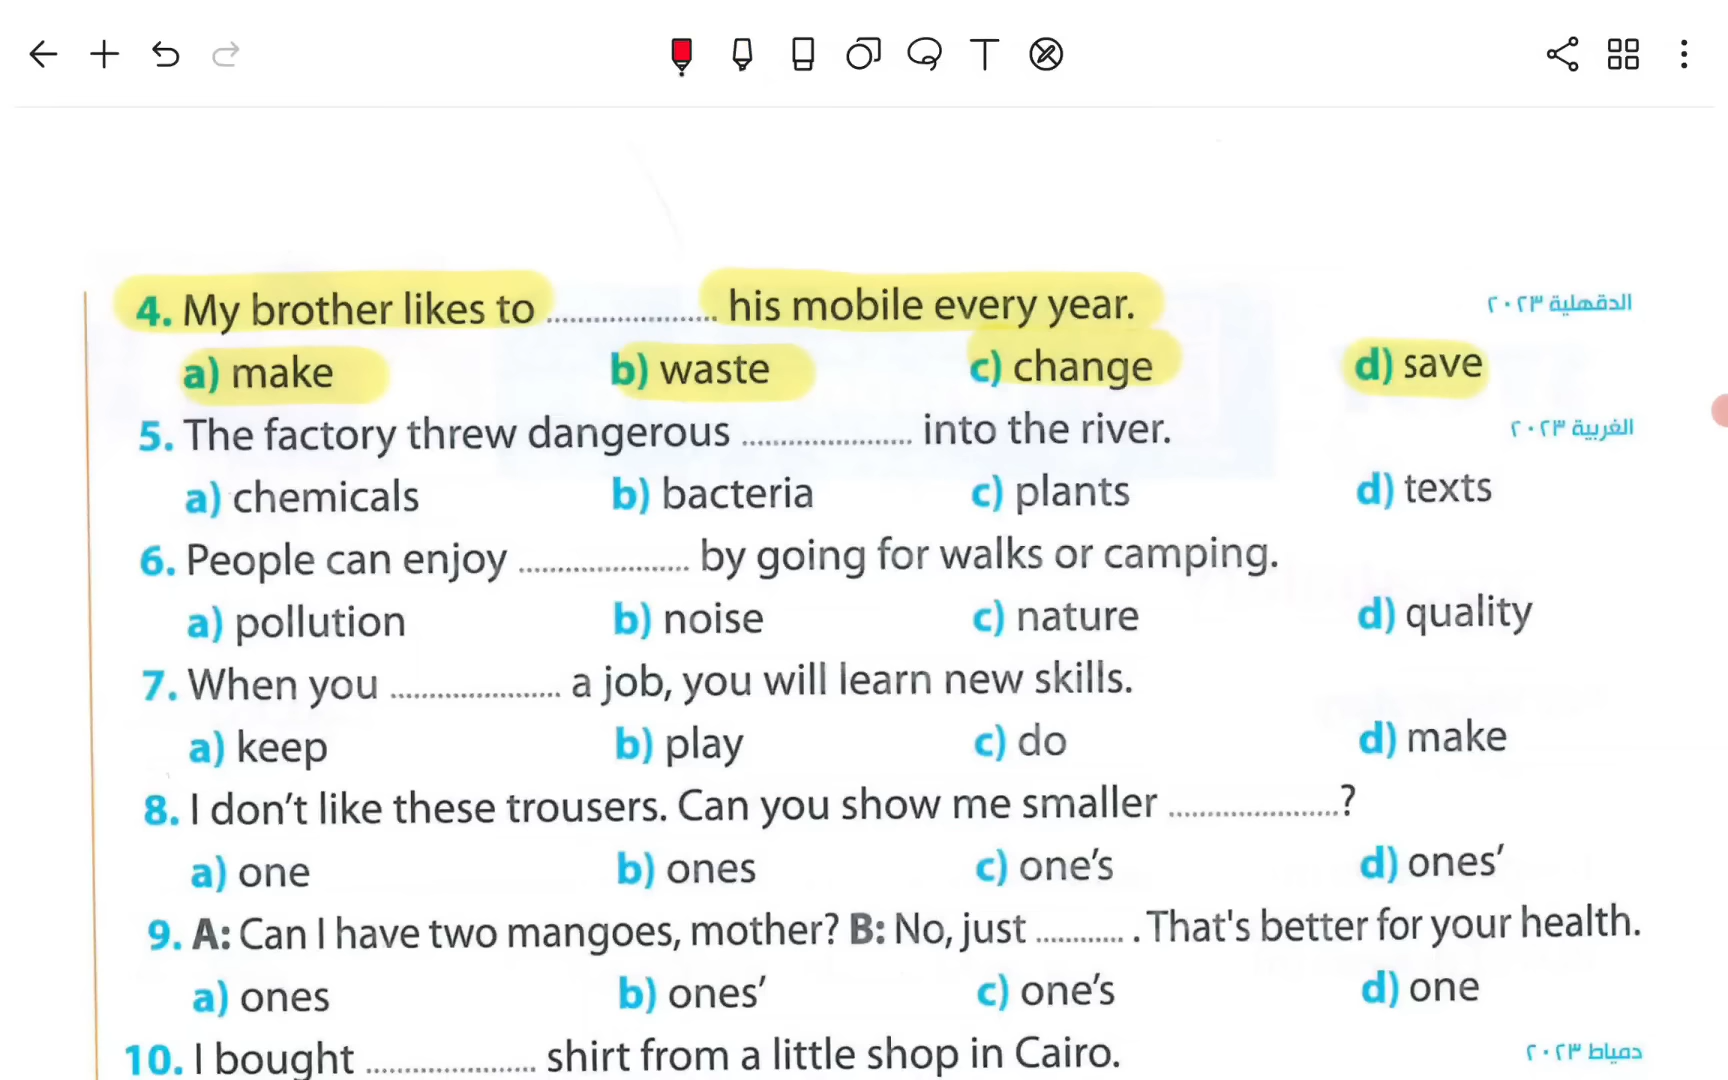 4. My brother likes to .................... his mobile every year. الدقهلية ٢٠٢٣
a) make b) waste c) change d) save
5. The factory threw dangerous .................... into the river. الغربية ٢٠٢٣
a) chemicals b) bacteria c) plants d) texts
6. People can enjoy .................... by going for walks or camping.
a) pollution b) noise c) nature d) quality
7. When you .................... a job, you will learn new skills.
a) keep b) play c) do d) make
8. I don’t like these trousers. Can you show me smaller ....................?
a) one b) ones c) one’s d) ones’
9. A: Can I have two mangoes, mother? B: No, just ........... . That's better for your health.
a) ones b) ones’ c) one’s d) one
10. I bought .................... shirt from a little shop in Cairo. دمياط ٢٠٢٣